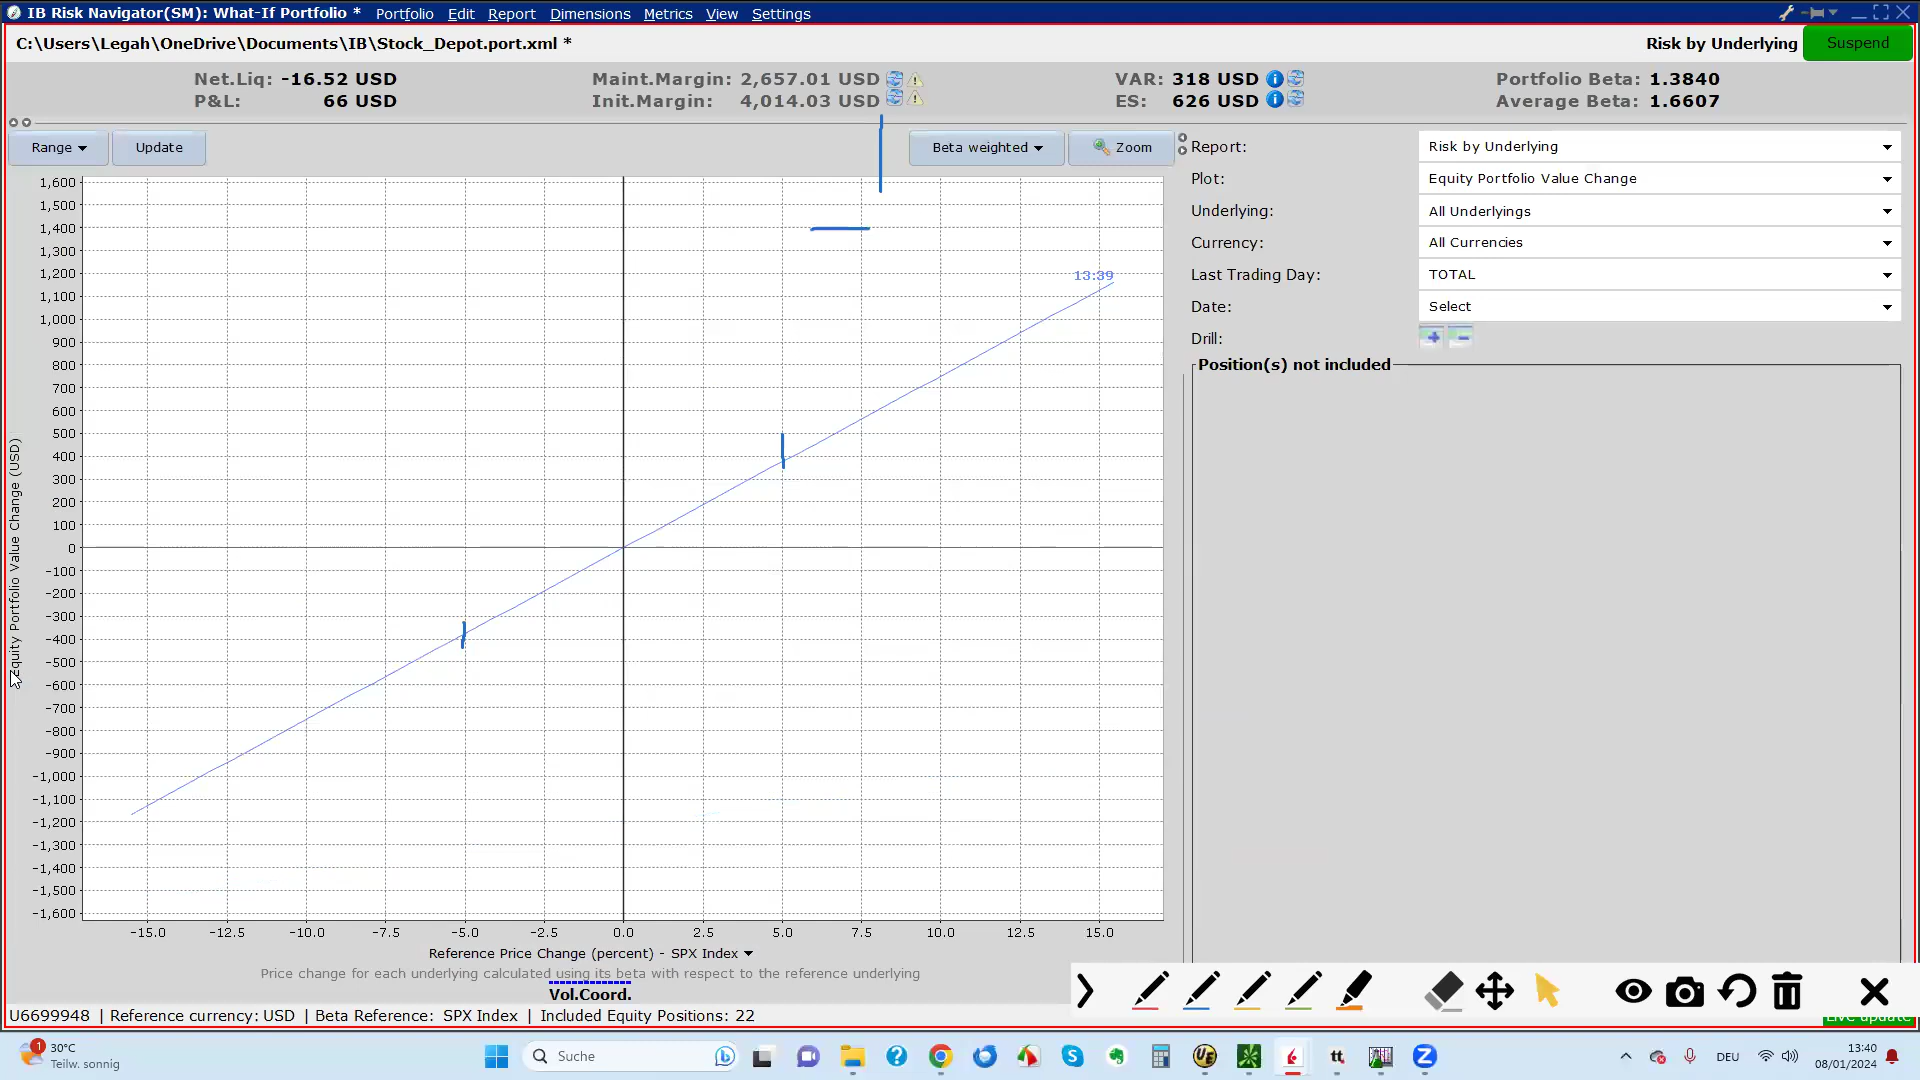 IB Risk Navigator(SM): What-If Portfolio * Portfolio Edit Report Dimensions Metrics View Settings
C:\Users\Legah\OneDrive\Documents\IB\Stock_Depot.port.xml * Risk by Underlying Suspend
Net.Liq: -16.52 USD Maint.Margin: 2,657.01 USD VAR: 318 USD Portfolio Beta: 1.3840
P&L: 66 USD Init.Margin: 4,014.03 USD ES: 626 USD Average Beta: 1.6607
Range Update Beta weighted Zoom
Report: Risk by Underlying
Plot: Equity Portfolio Value Change
Underlying: All Underlyings
Currency: All Currencies
Last Trading Day: TOTAL
Date: Select
Drill:
Position(s) not included
1,600
1,500
1,400
1,300
1,200
13:39
1,100
1,000
900
800
700
600
500
400
300
200
100
0
-100
-200
-300
-400
-500
-600
-700
-800
-900
-1,000
-1,100
-1,200
-1,300
-1,400
-1,500
-1,600
Equity Portfolio Value Change (USD)
-15.0 -12.5 -10.0 -7.5 -5.0 -2.5 0.0 2.5 5.0 7.5 10.0 12.5 15.0
Reference Price Change (percent) - SPX Index
Price change for each underlying calculated using its beta with respect to the reference underlying
Vol.Coord.
U6699948 | Reference currency: USD | Beta Reference: SPX Index | Included Equity Positions: 22
Live update
1
30°C
Teilw. sonnig
Suche
UE
tt
Z
DEU
13:40
08/01/2024